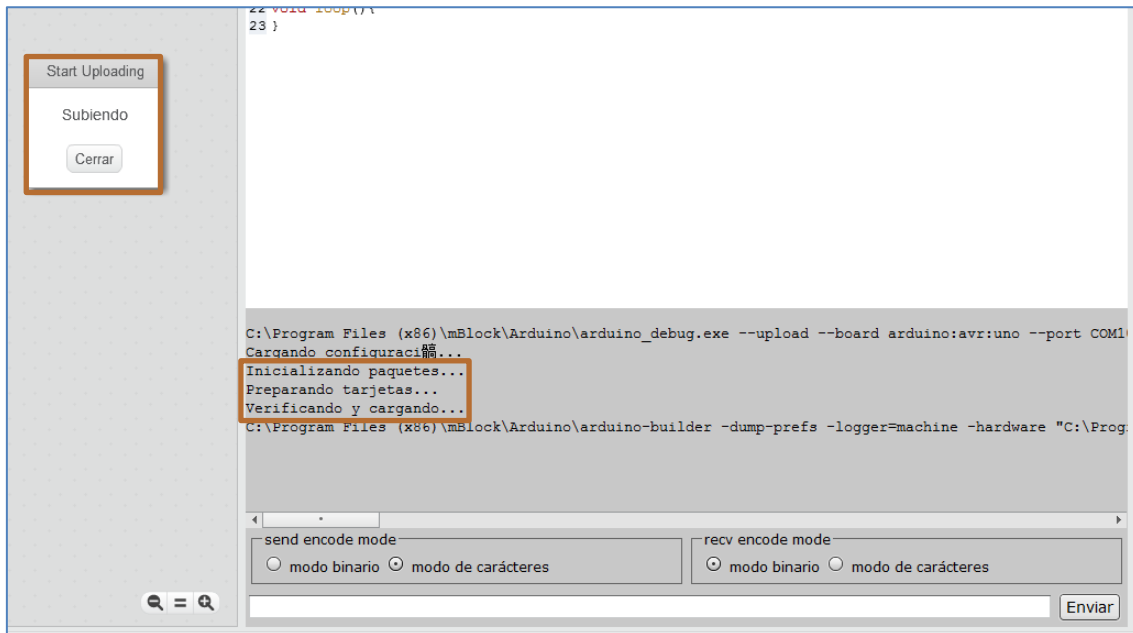 22 void loop(){
23 }
Start Uploading
Subiendo
Cerrar
C:\Program Files (x86)\mBlock\Arduino\arduino_debug.exe --upload --board arduino:avr:uno --port COM1
Cargando configuraci...
Inicializando paquetes...
Preparando tarjetas...
Verificando y cargando...
C:\Program Files (x86)\mBlock\Arduino\arduino-builder -dump-prefs -logger=machine -hardware "C:\Prog
send encode mode
modo binario modo de carácteres
recv encode mode
modo binario modo de carácteres
Enviar